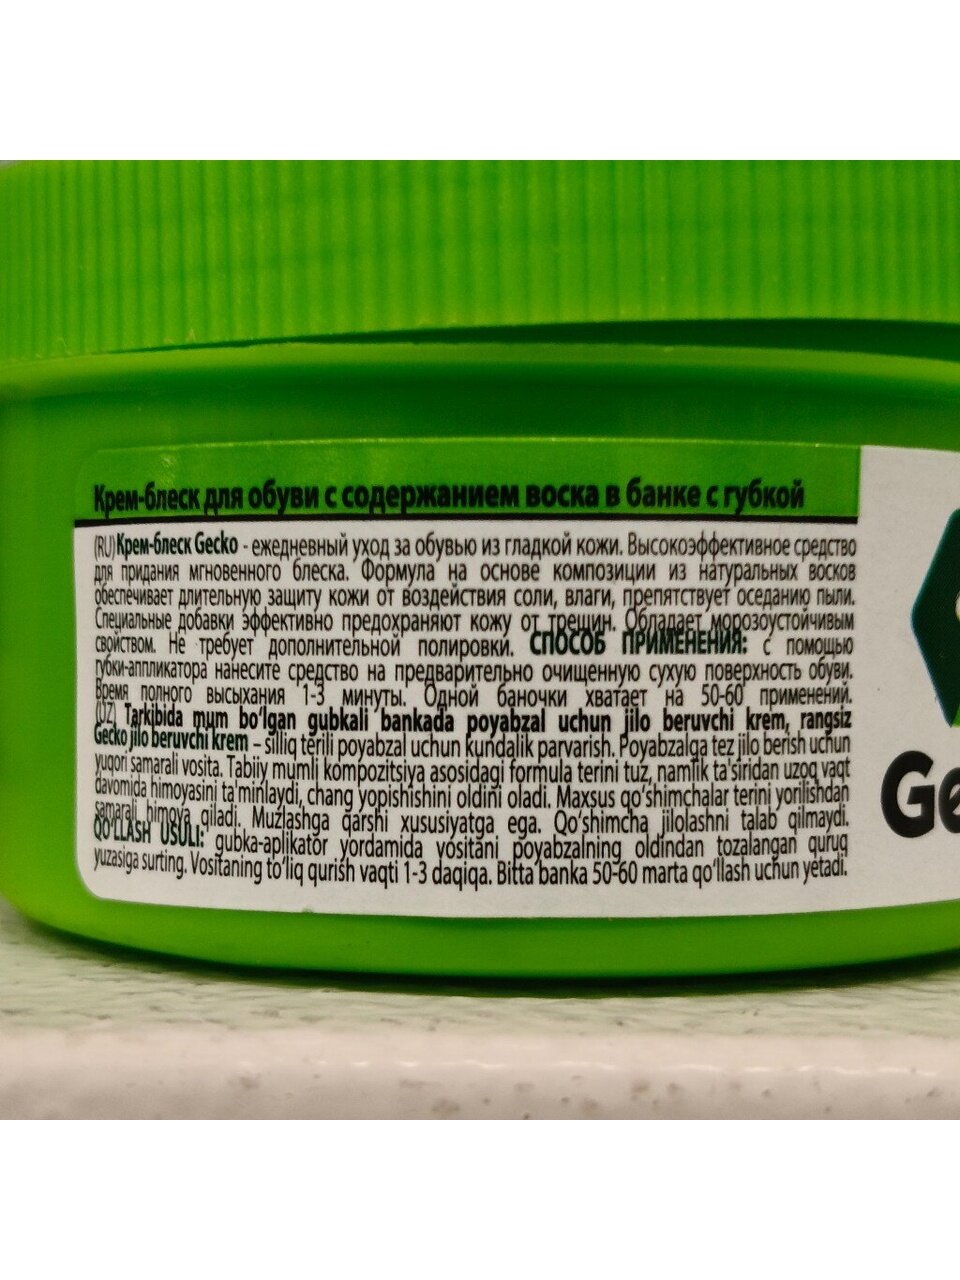 Крем-блеск для обуви с содержанием воска в банке с губкой
(RU) Крем-блеск Gecko - ежедневный уход за обувью из гладкой кожи. Высокоэффективное средство
для придания мгновенного блеска. Формула на основе композиции из натуральных восков
обеспечивает длительную защиту кожи от воздействия соли, влаги, препятствует оседанию пыли.
Специальные добавки эффективно предохраняют кожу от трещин. Обладает морозоустойчивым
свойством. Не требует дополнительной полировки. СПОСОБ ПРИМЕНЕНИЯ: с помощью
губки-аппликатора нанесите средство на предварительно очищенную сухую поверхность обуви.
Время полного высыхания 1-3 минуты. Одной баночки хватает на 50-60 применений.
(UZ) Tarkibida mum bo‘lgan gubkali bankada poyabzal uchun jilo beruvchi krem, rangsiz
Gecko jilo beruvchi krem – silliq terili poyabzal uchun kundalik parvarish. Poyabzalga tez jilo berish uchun
yuqori samarali vosita. Tabiiy mumli kompozitsiya asosidagi formula terini tuz, namlik ta'siridan uzoq vaqt
davomida himoyasini ta'minlaydi, chang yopishishini oldini oladi. Maxsus qo‘shimchalar terini yorilishdan
samarali himoya qiladi. Muzlashga qarshi xususiyatga ega. Qo‘shimcha jilolashni talab qilmaydi.
QO‘LLASH USULI: gubka-aplikator yordamida vositani poyabzalning oldindan tozalangan quruq
yuzasiga surting. Vositaning to‘liq qurish vaqti 1-3 daqiqa. Bitta banka 50-60 marta qo‘llash uchun yetadi.
Ge